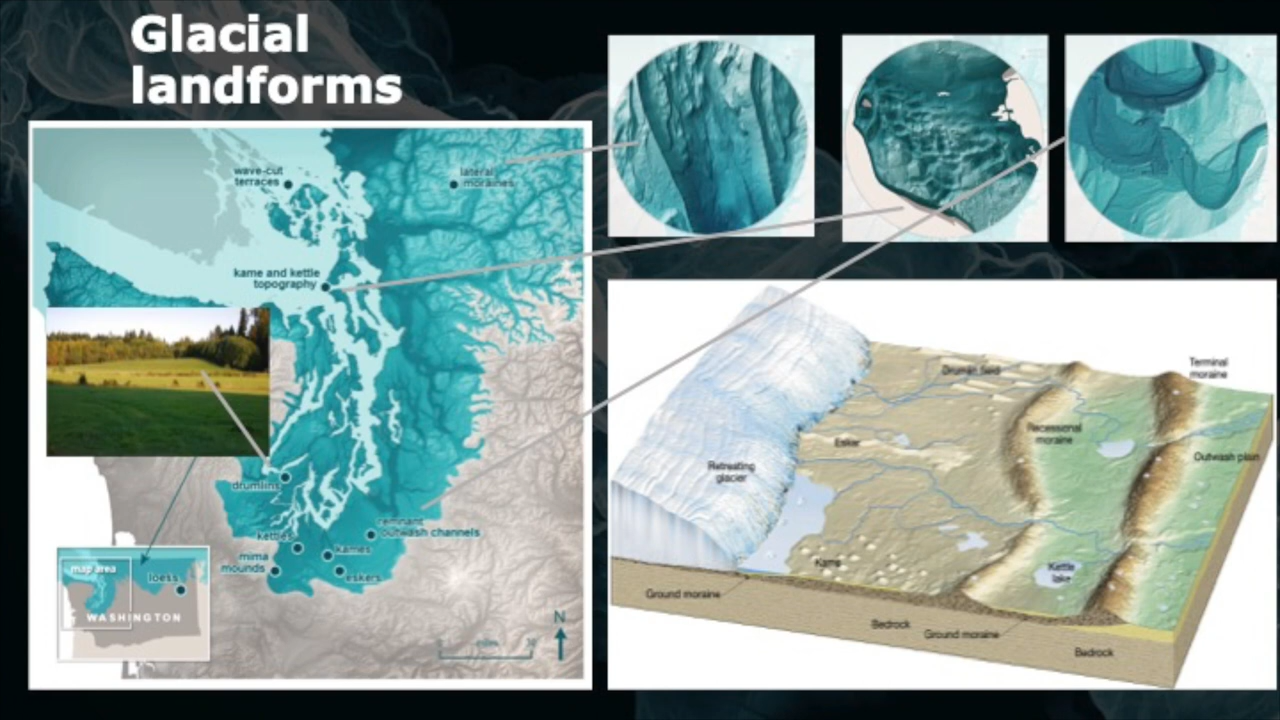 Glacial
landforms
wave-cut
terraces
lateral
moraines
kame and kettle
topography
drumlins
remnant
outwash channels
kettles
kames
mima
mounds
eskers
map area
loess
WASHINGTON
N
Drumlin field
Terminal
moraine
Esker
Recessional
moraine
Outwash plain
Retreating
glacier
Kame
Kettle
lake
Ground moraine
Bedrock
Ground moraine
Bedrock